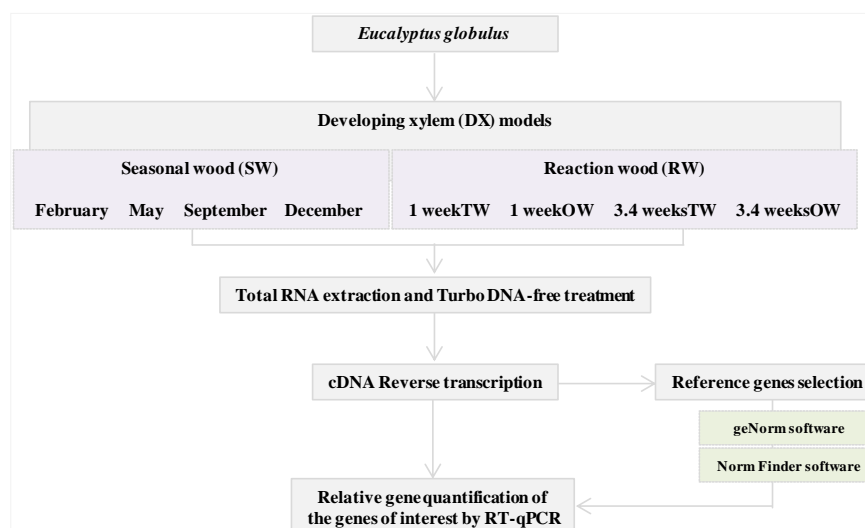 Eucalyptus globulus
Developing xylem (DX) models
Seasonal wood (SW)
February May September December
Reaction wood (RW)
1 weekTW 1 weekOW 3.4 weeksTW 3.4 weeksOW
Total RNA extraction and Turbo DNA-free treatment
cDNA Reverse transcription
Reference genes selection
geNorm software
Norm Finder software
Relative gene quantification of
the genes of interest by RT-qPCR